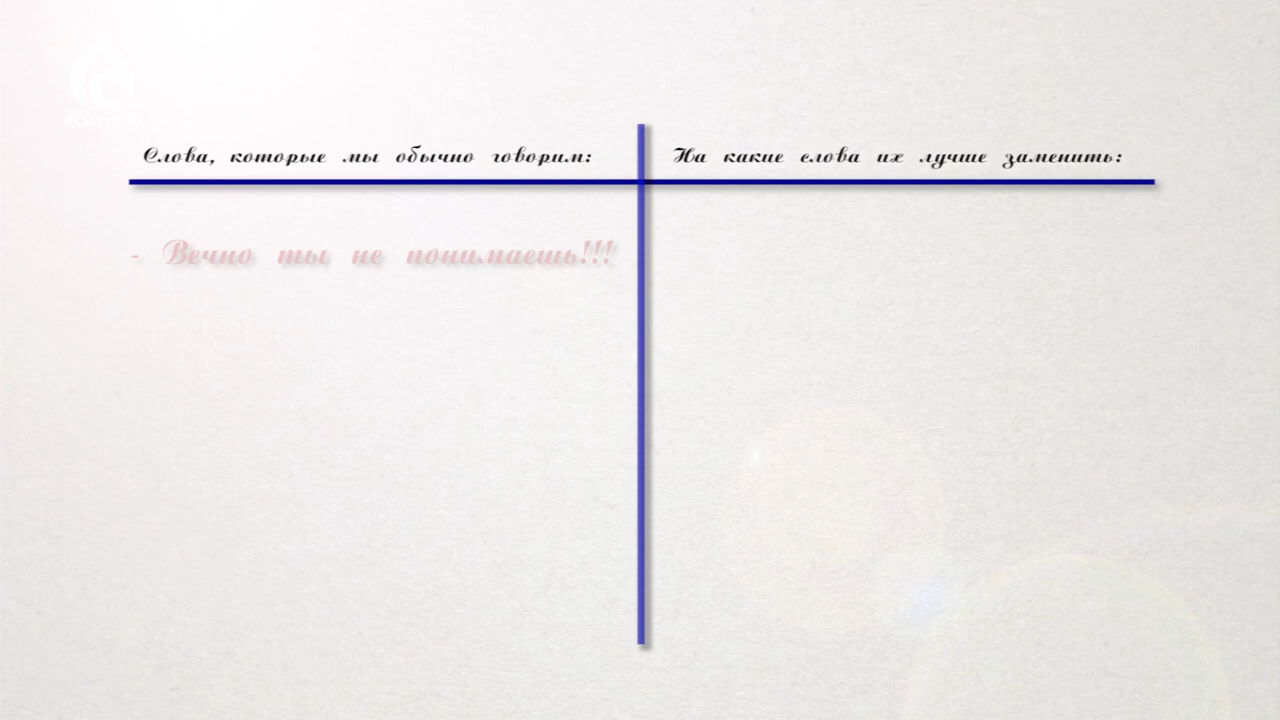 Слова, которые мы обычно говорим:
На какие слова их лучше заменить:
- Вечно ты не понимаешь!!!